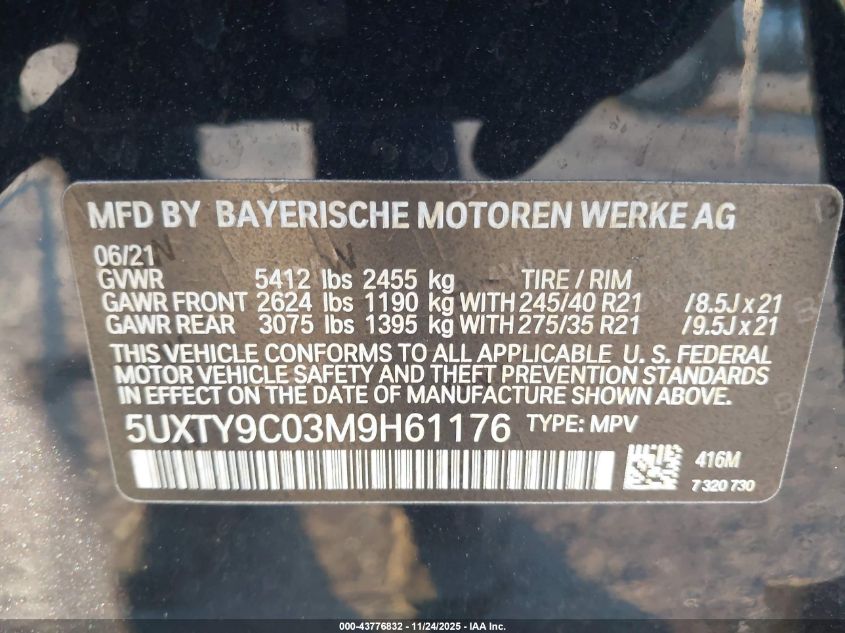 MFD BY BAYERISCHE MOTOREN WERKE AG
06/21
GVWR 5412 lbs 2455 kg TIRE / RIM
GAWR FRONT 2624 lbs 1190 kg WITH 245/40 R21 /8.5J x 21
GAWR REAR 3075 lbs 1395 kg WITH 275/35 R21 /9.5J x 21
THIS VEHICLE CONFORMS TO ALL APPLICABLE U. S. FEDERAL
MOTOR VEHICLE SAFETY AND THEFT PREVENTION STANDARDS
IN EFFECT ON THE DATE OF MANUFACTURE SHOWN ABOVE.
5UXTY9C03M9H61176 TYPE: MPV
416M
7 320 730
000-43776832 - 11/24/2025 - IAA Inc.